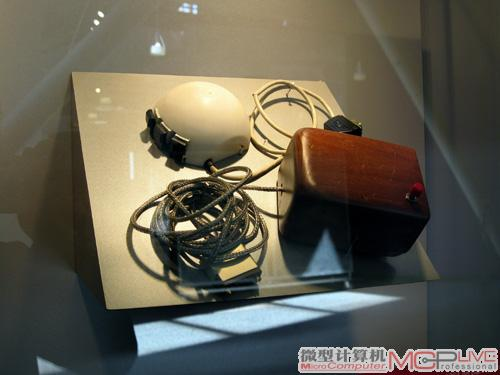 微型计算机 MCPLIVE
MicroComputer Professional